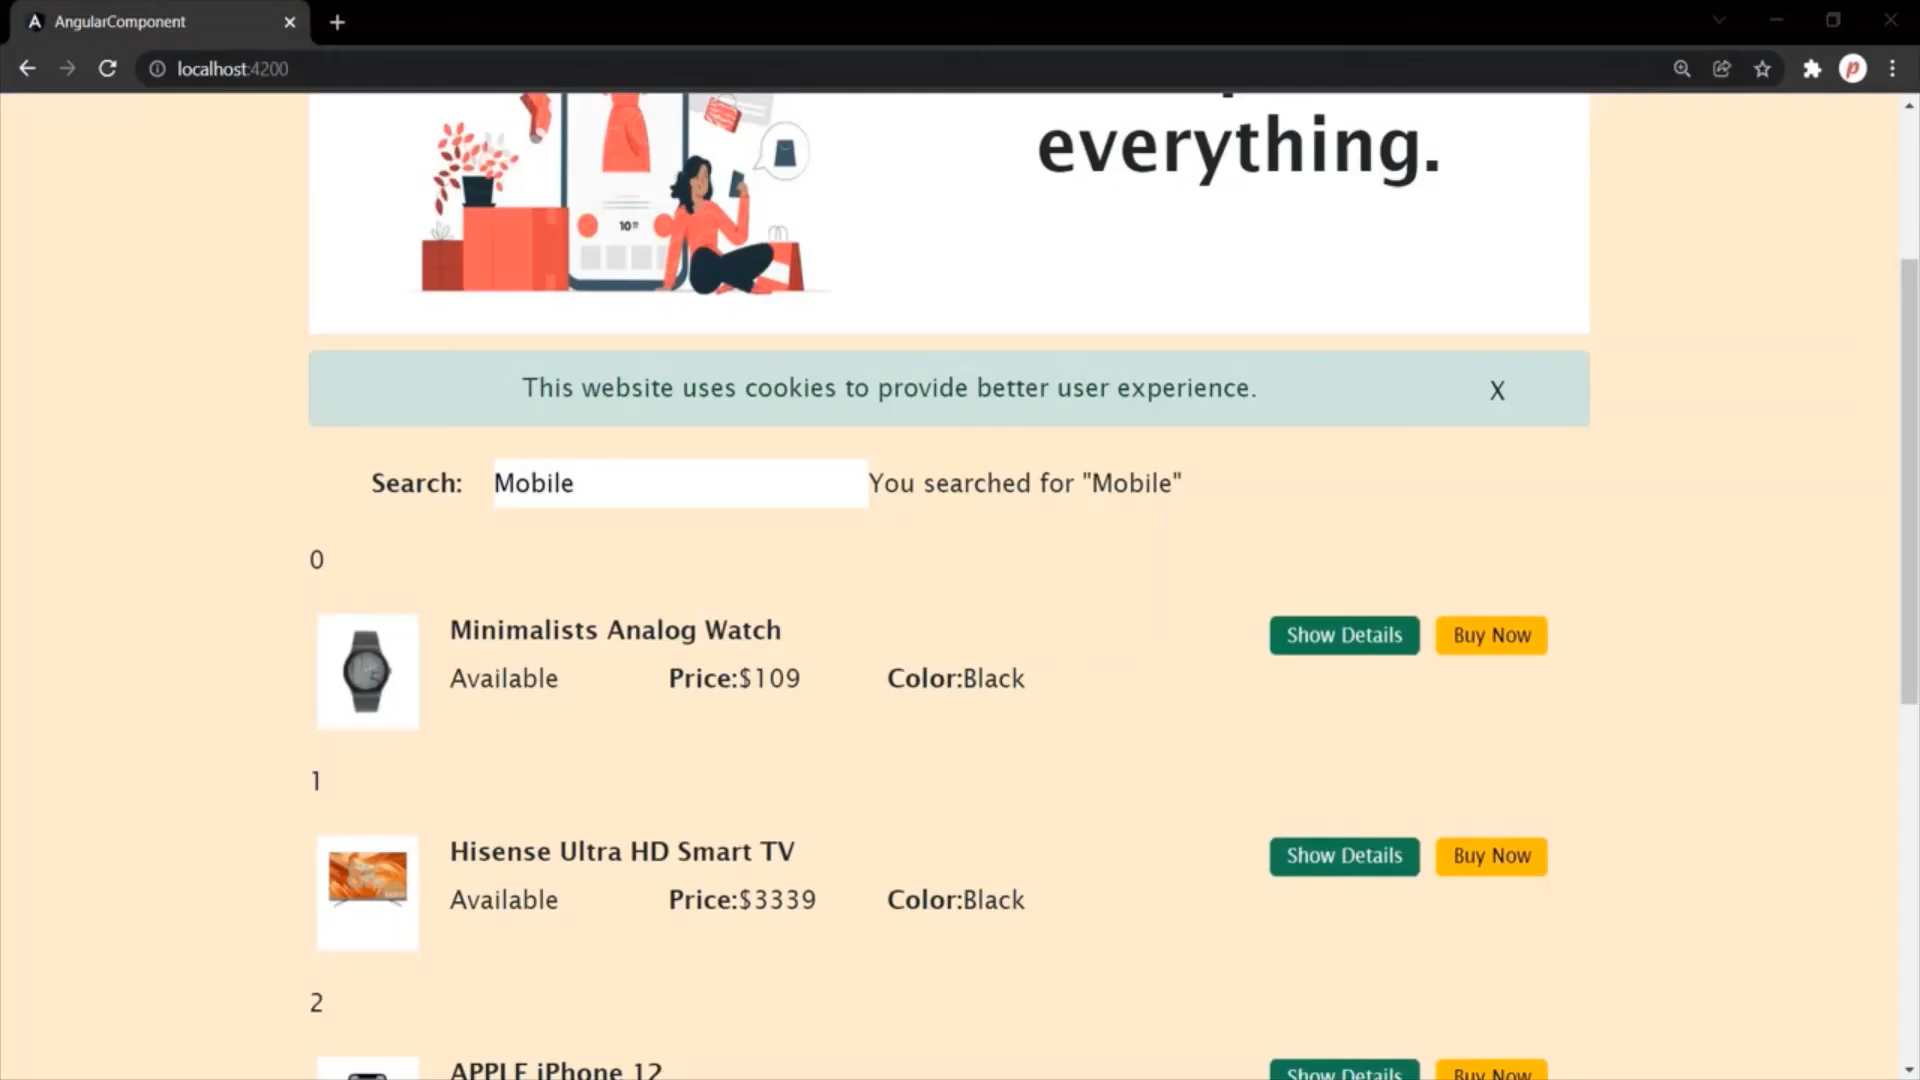 AngularComponent
localhost:4200
everything.
10
This website uses cookies to provide better user experience.
X
Search: Mobile You searched for "Mobile"
0
Minimalists Analog Watch
Show Details Buy Now
Available Price:$109 Color:Black
1
Hisense Ultra HD Smart TV
Show Details Buy Now
Available Price:$3339 Color:Black
2
APPLE iPhone 12
Show Details Buy Now